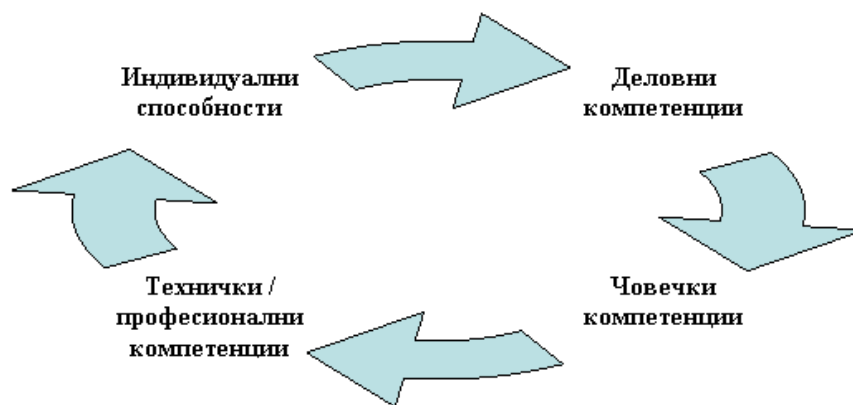 Индивидуални
способности
Деловни
компетенции
Технички /
професионални
компетенции
Човечки
компетенции